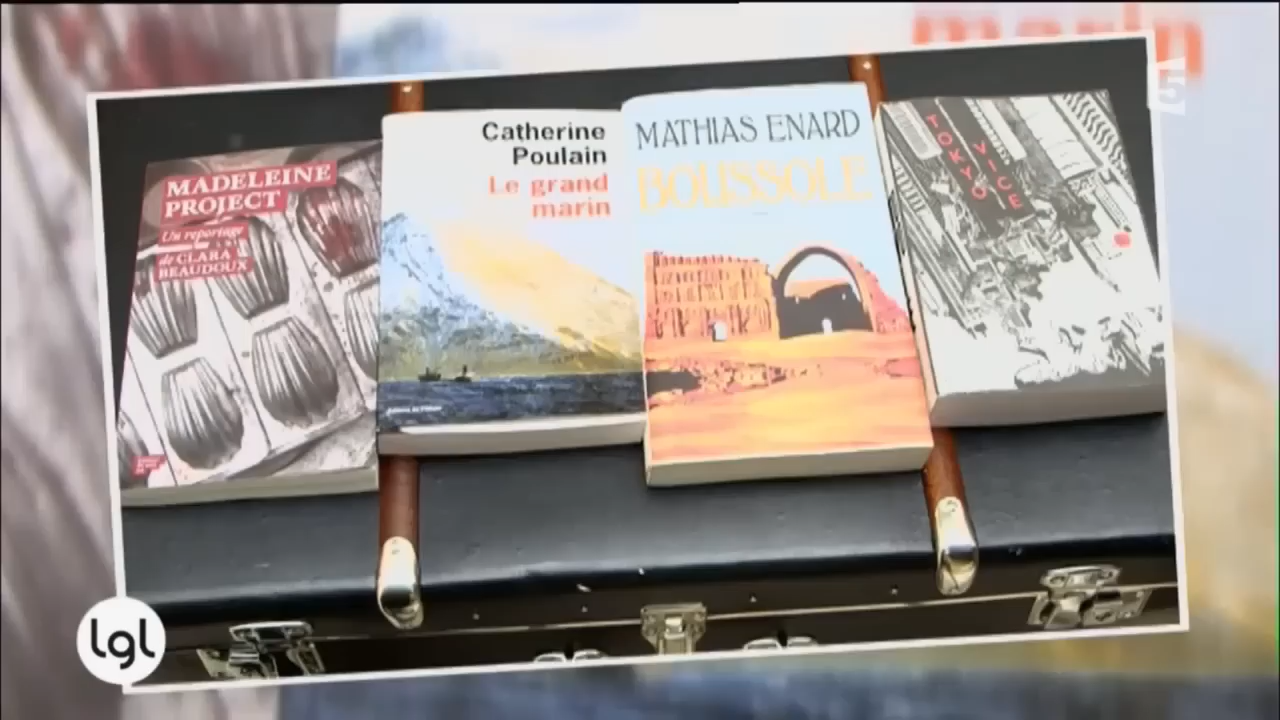 marin
5
MADELEINE
PROJECT
Un reportage
de CLARA
BEAUDOUX
Catherine
Poulain
Le grand
marin
MATHIAS ENARD
BOUSSOLE
TOKYO
VICE
lgl